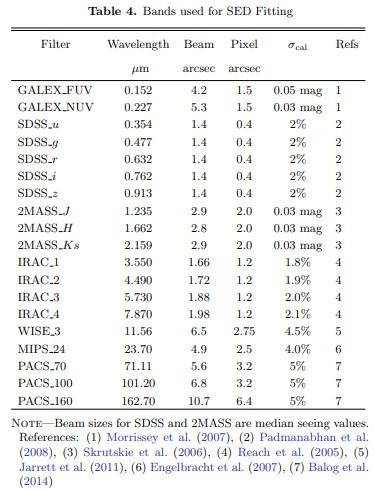 Table 4. Bands used for SED Fitting
Filter Wavelength Beam Pixel σcal Refs
μm arcsec arcsec
GALEX_FUV 0.152 4.2 1.5 0.05 mag 1
GALEX_NUV 0.227 5.3 1.5 0.03 mag 1
SDSS_u 0.354 1.4 0.4 2% 2
SDSS_g 0.477 1.4 0.4 2% 2
SDSS_r 0.632 1.4 0.4 2% 2
SDSS_i 0.762 1.4 0.4 2% 2
SDSS_z 0.913 1.4 0.4 2% 2
2MASS_J 1.235 2.9 2.0 0.03 mag 3
2MASS_H 1.662 2.8 2.0 0.03 mag 3
2MASS_Ks 2.159 2.9 2.0 0.03 mag 3
IRAC_1 3.550 1.66 1.2 1.8% 4
IRAC_2 4.490 1.72 1.2 1.9% 4
IRAC_3 5.730 1.88 1.2 2.0% 4
IRAC_4 7.870 1.98 1.2 2.1% 4
WISE_3 11.56 6.5 2.75 4.5% 5
MIPS_24 23.70 4.9 2.5 4.0% 6
PACS_70 71.11 5.6 3.2 5% 7
PACS_100 101.20 6.8 3.2 5% 7
PACS_160 162.70 10.7 6.4 5% 7
Note—Beam sizes for SDSS and 2MASS are median seeing values.
References: (1) Morrissey et al. (2007), (2) Padmanabhan et al.
(2008), (3) Skrutskie et al. (2006), (4) Reach et al. (2005), (5)
Jarrett et al. (2011), (6) Engelbracht et al. (2007), (7) Balog et al.
(2014)